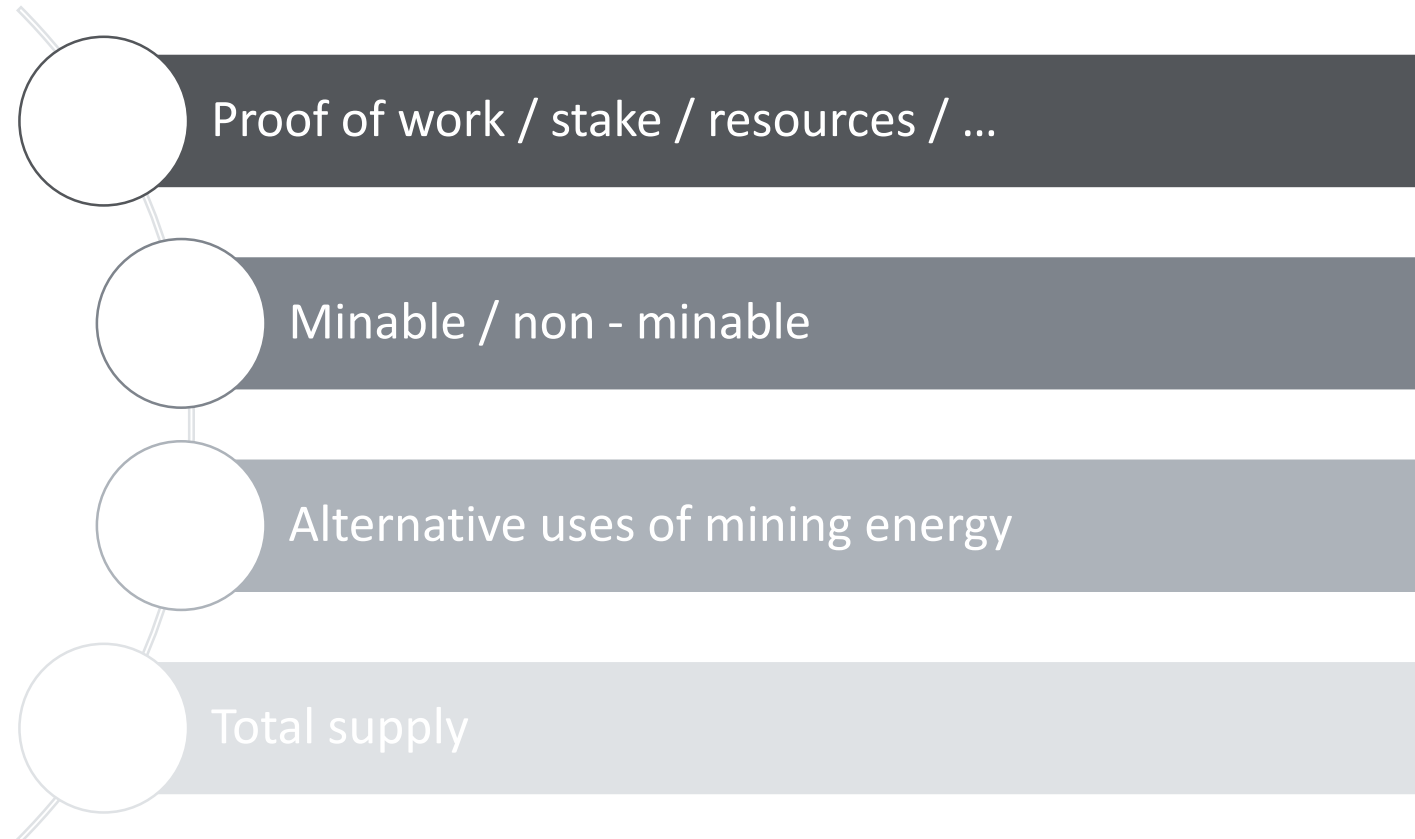 Proof of work / stake / resources / …
Minable / non - minable
Alternative uses of mining energy
Total supply